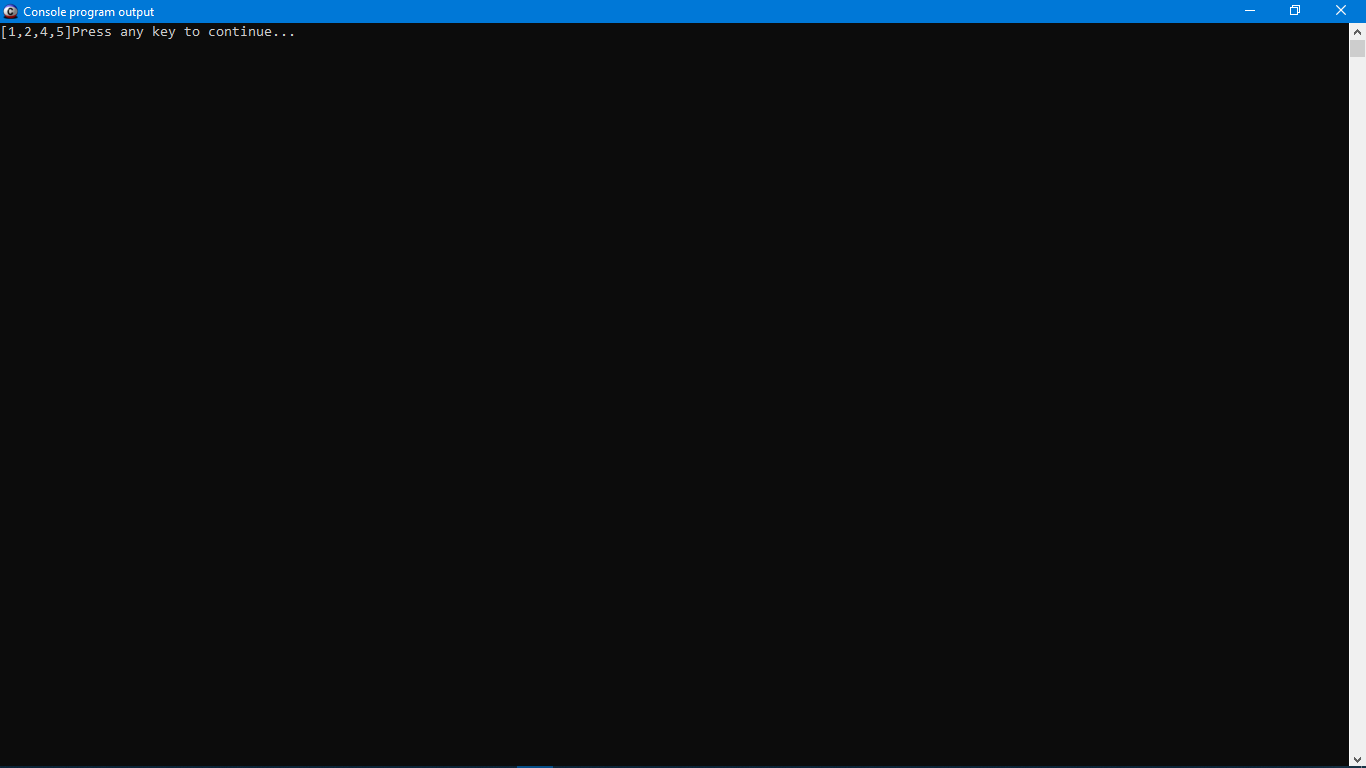 Console program output
[1,2,4,5]Press any key to continue...